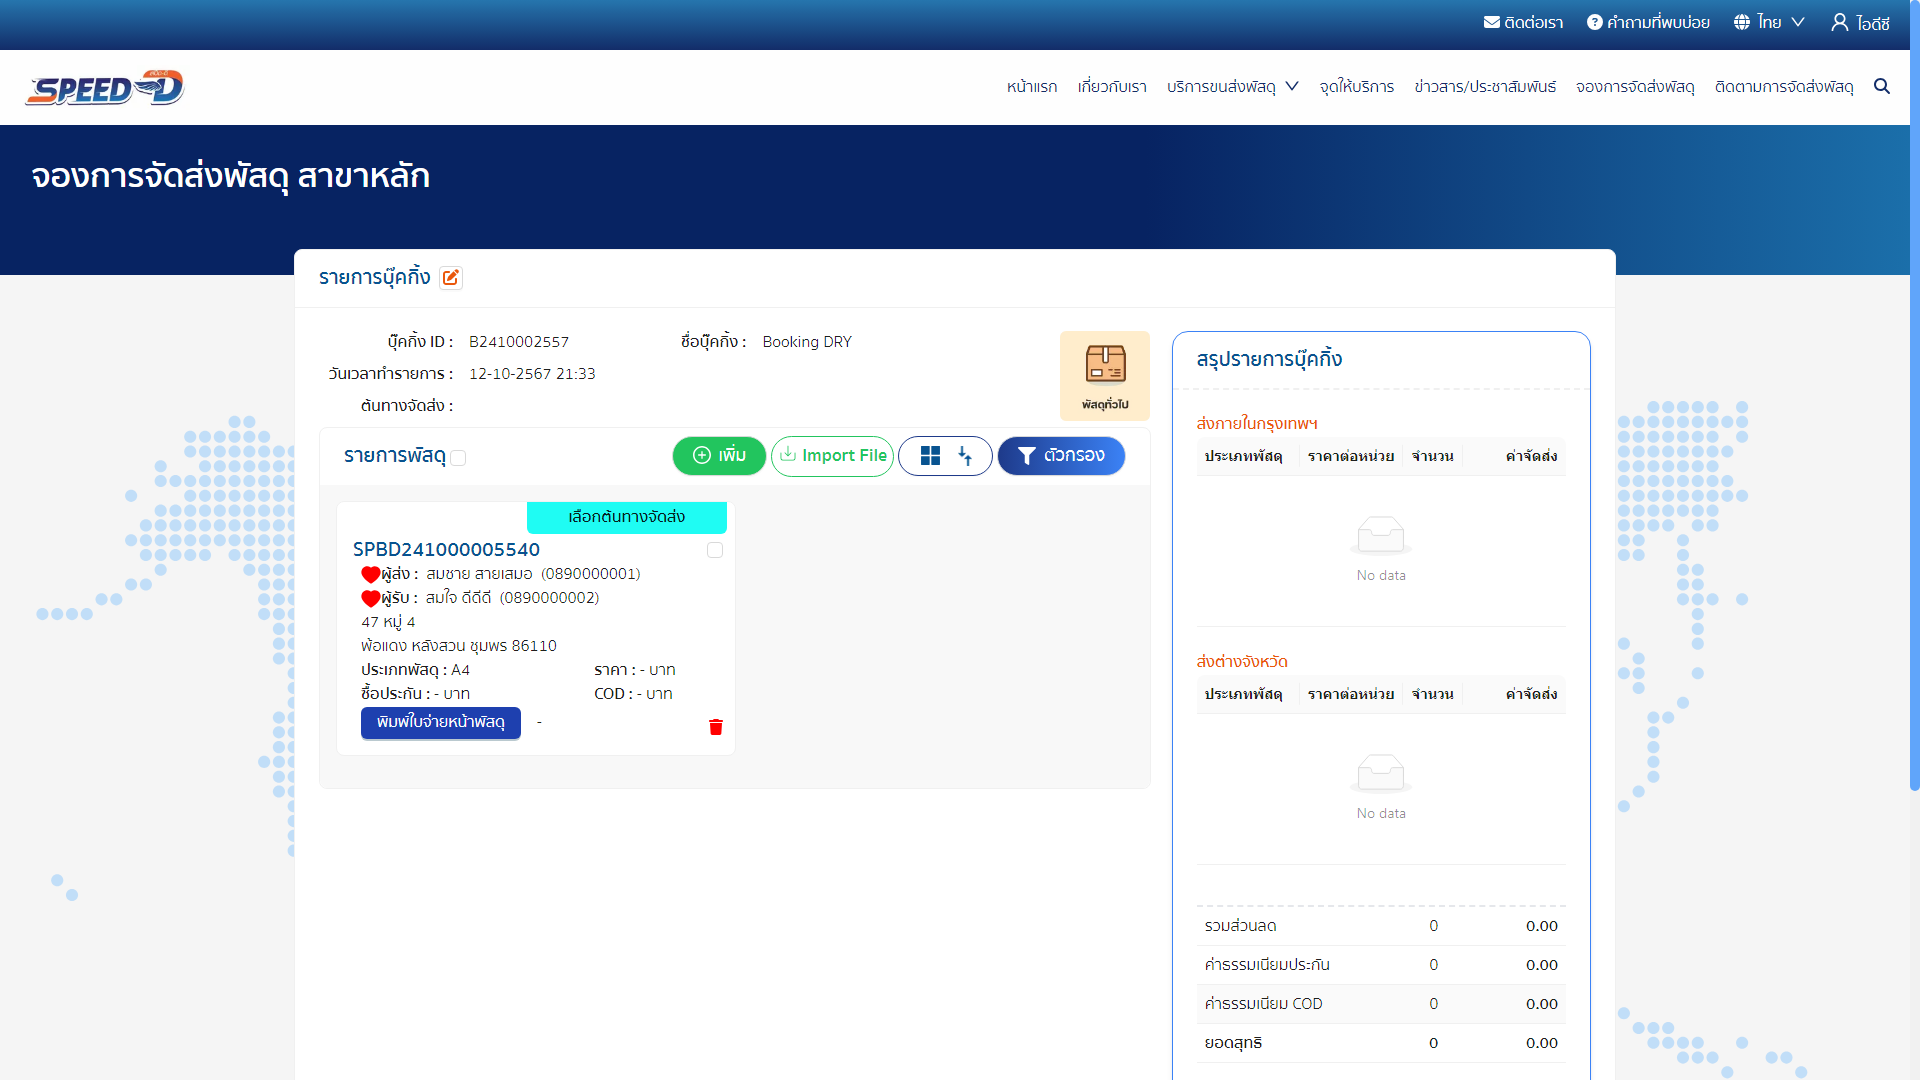 ติดต่อเรา คำถามที่พบบ่อย ไทย ไอดีซี
SPEED-D
หน้าแรก เกี่ยวกับเรา บริการขนส่งพัสดุ จุดให้บริการ ข่าวสาร/ประชาสัมพันธ์ จองการจัดส่งพัสดุ ติดตามการจัดส่งพัสดุ
จองการจัดส่งพัสดุ สาขาหลัก
รายการบุ๊คกิ้ง
บุ๊คกิ้ง ID : B2410002557 ชื่อบุ๊คกิ้ง : Booking DRY
วันเวลาทำรายการ : 12-10-2567 21:33
ต้นทางจัดส่ง :
พัสดุทั่วไป
รายการพัสดุ เพิ่ม Import File ตัวกรอง
เลือกต้นทางจัดส่ง
SPBD241000005540
ผู้ส่ง : สมชาย สายเสมอ (0890000001)
ผู้รับ : สมใจ ดีดีดี (0890000002)
47 หมู่ 4
พ้อแดง หลังสวน ชุมพร 86110
ประเภทพัสดุ : A4 ราคา : - บาท
ซื้อประกัน : - บาท COD : - บาท
พิมพ์ใบจ่ายหน้าพัสดุ -
สรุปรายการบุ๊คกิ้ง
ส่งภายในกรุงเทพฯ
ประเภทพัสดุ ราคาต่อหน่วย จำนวน ค่าจัดส่ง
No data
ส่งต่างจังหวัด
ประเภทพัสดุ ราคาต่อหน่วย จำนวน ค่าจัดส่ง
No data
รวมส่วนลด 0 0.00
ค่าธรรมเนียมประกัน 0 0.00
ค่าธรรมเนียม COD 0 0.00
ยอดสุทธิ 0 0.00